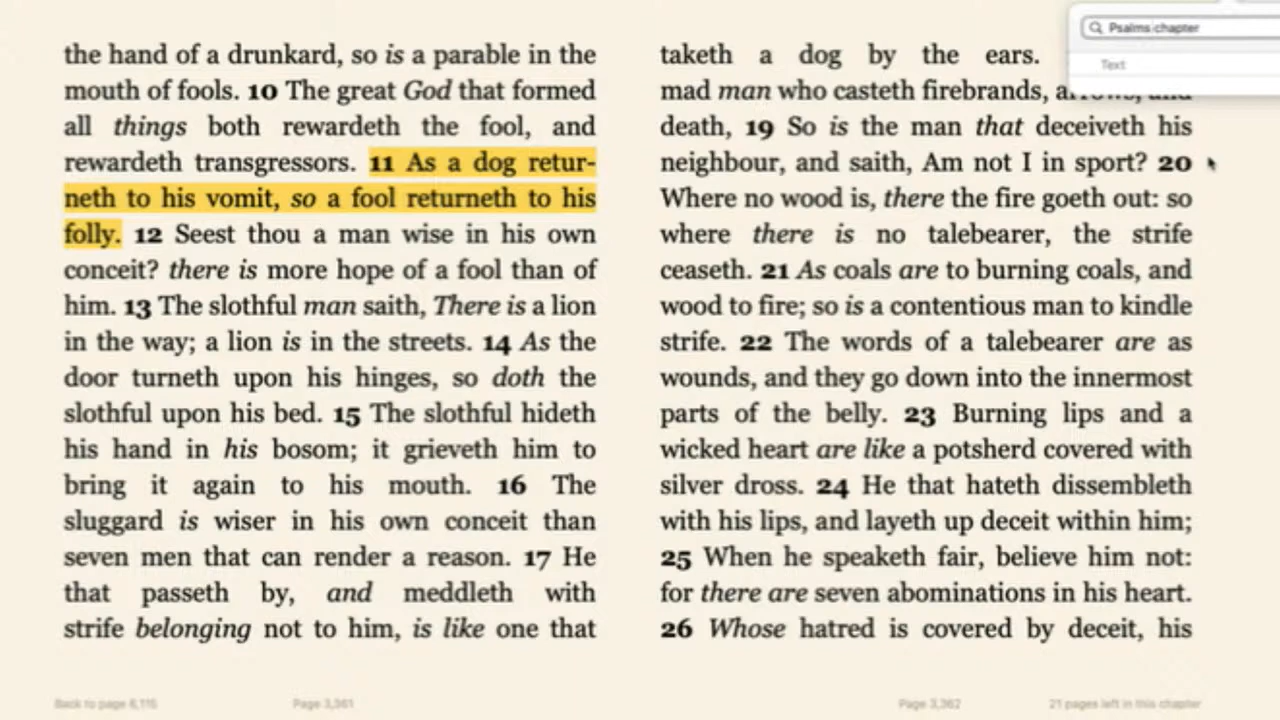 the hand of a drunkard, so is a parable in the
mouth of fools. 10 The great God that formed
all things both rewardeth the fool, and
rewardeth transgressors. 11 As a dog retur-
neth to his vomit, so a fool returneth to his
folly. 12 Seest thou a man wise in his own
conceit? there is more hope of a fool than of
him. 13 The slothful man saith, There is a lion
in the way; a lion is in the streets. 14 As the
door turneth upon his hinges, so doth the
slothful upon his bed. 15 The slothful hideth
his hand in his bosom; it grieveth him to
bring it again to his mouth. 16 The
sluggard is wiser in his own conceit than
seven men that can render a reason. 17 He
that passeth by, and meddleth with
strife belonging not to him, is like one that
taketh a dog by the ears.
mad man who casteth firebrands, arrows, and
death, 19 So is the man that deceiveth his
neighbour, and saith, Am not I in sport? 20
Where no wood is, there the fire goeth out: so
where there is no talebearer, the strife
ceaseth. 21 As coals are to burning coals, and
wood to fire; so is a contentious man to kindle
strife. 22 The words of a talebearer are as
wounds, and they go down into the innermost
parts of the belly. 23 Burning lips and a
wicked heart are like a potsherd covered with
silver dross. 24 He that hateth dissembleth
with his lips, and layeth up deceit within him;
25 When he speaketh fair, believe him not:
for there are seven abominations in his heart.
26 Whose hatred is covered by deceit, his
Psalms chapter
Text
Back to page 6,115
Page 3,361
Page 3,362
21 pages left in this chapter